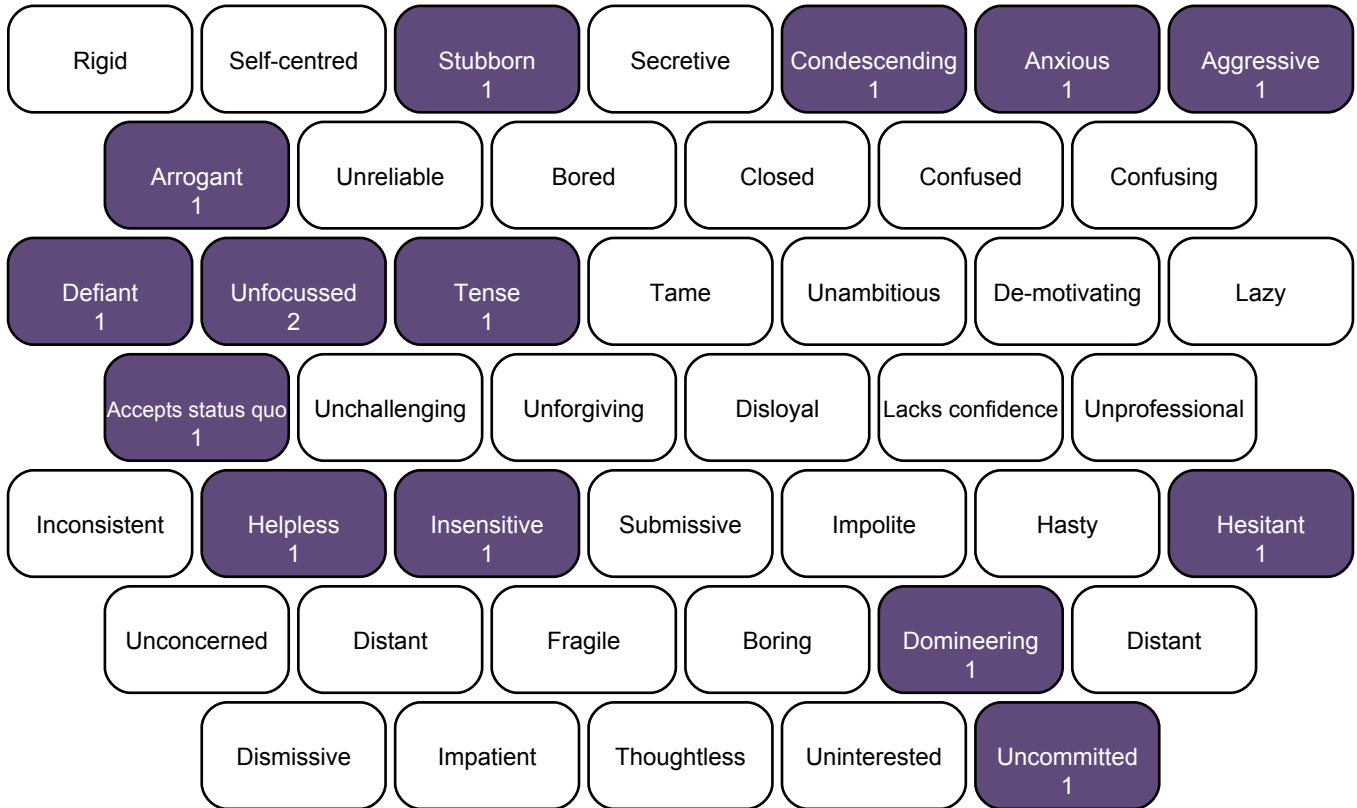 Rigid
Self-centred
Stubborn
1
Secretive
Condescending
1
Anxious
1
Aggressive
1
Arrogant
1
Unreliable
Bored
Closed
Confused
Confusing
Defiant
1
Unfocussed
2
Tense
1
Tame
Unambitious
De-motivating
Lazy
Accepts status quo
1
Unchallenging
Unforgiving
Disloyal
Lacks confidence
Unprofessional
Inconsistent
Helpless
1
Insensitive
1
Submissive
Impolite
Hasty
Hesitant
1
Unconcerned
Distant
Fragile
Boring
Domineering
1
Distant
Dismissive
Impatient
Thoughtless
Uninterested
Uncommitted
1